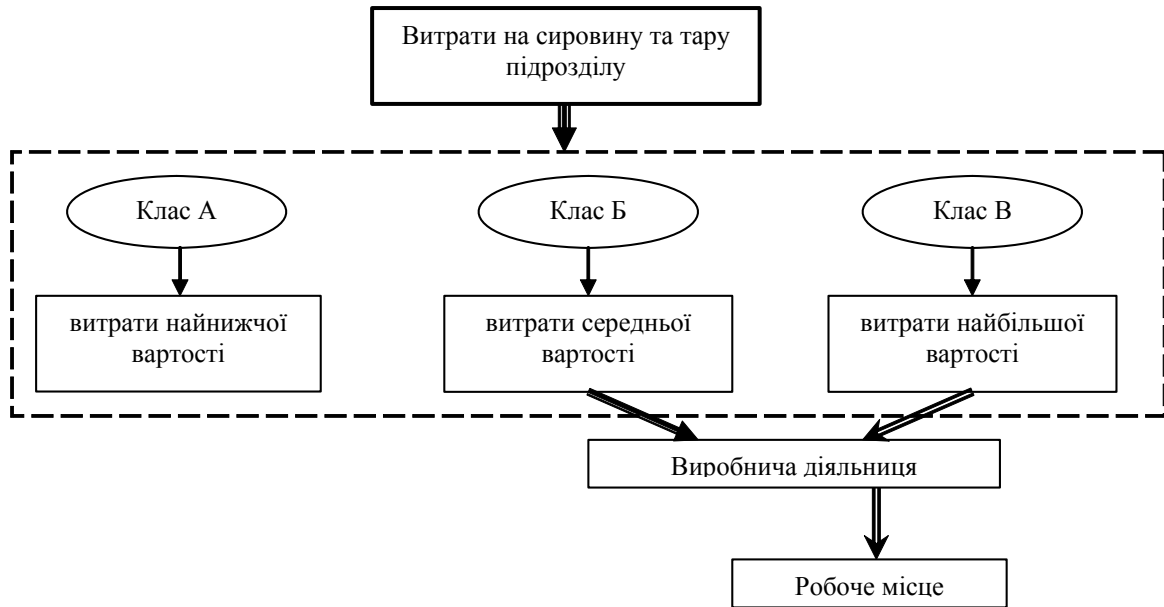 Витрати на сировину та тару
підрозділу
Клас А
Клас Б
Клас В
витрати найнижчої
вартості
витрати середньої
вартості
витрати найбільшої
вартості
Виробнича діяльниця
Робоче місце